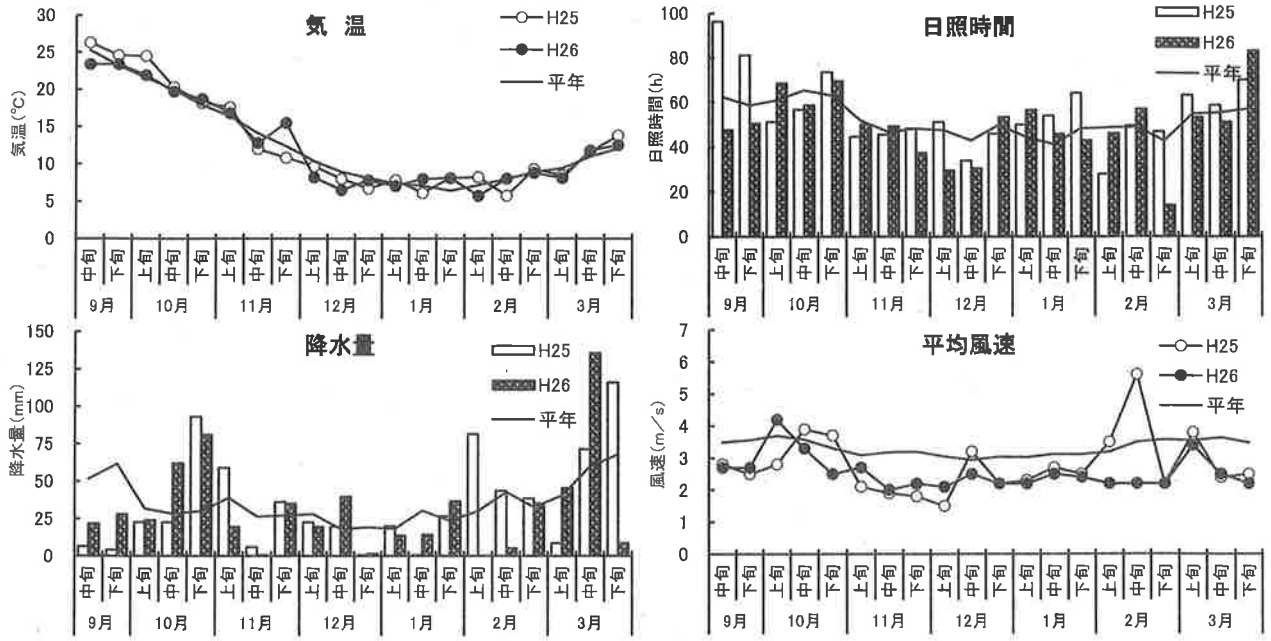 気 温
H25
H26
平年
気温(℃)
30
25
20
15
10
5
0
中旬 下旬 上旬 中旬 下旬 上旬 中旬 下旬 上旬 中旬 下旬 上旬 中旬 下旬 上旬 中旬 下旬 上旬 中旬 下旬
9月 10月 11月 12月 1月 2月 3月
日照時間
H25
H26
平年
日照時間(h)
100
80
60
40
20
0
中旬 下旬 上旬 中旬 下旬 上旬 中旬 下旬 上旬 中旬 下旬 上旬 中旬 下旬 上旬 中旬 下旬 上旬 中旬 下旬
9月 10月 11月 12月 1月 2月 3月
降水量
H25
H26
平年
降水量(mm)
150
125
100
75
50
25
0
中旬 下旬 上旬 中旬 下旬 上旬 中旬 下旬 上旬 中旬 下旬 上旬 中旬 下旬 上旬 中旬 下旬 上旬 中旬 下旬
9月 10月 11月 12月 1月 2月 3月
平均風速
H25
H26
平年
風速(m/s)
7
6
5
4
3
2
1
0
中旬 下旬 上旬 中旬 下旬 上旬 中旬 下旬 上旬 中旬 下旬 上旬 中旬 下旬 上旬 中旬 下旬 上旬 中旬 下旬
9月 10月 11月 12月 1月 2月 3月